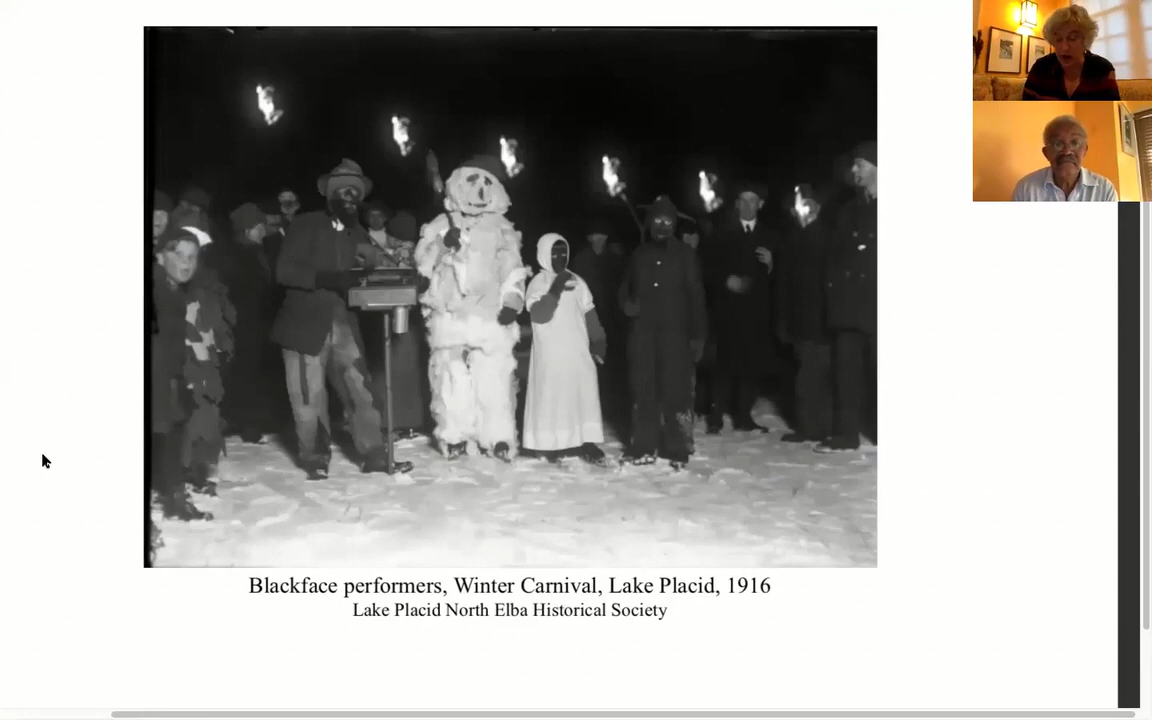 Blackface performers, Winter Carnival, Lake Placid, 1916
Lake Placid North Elba Historical Society